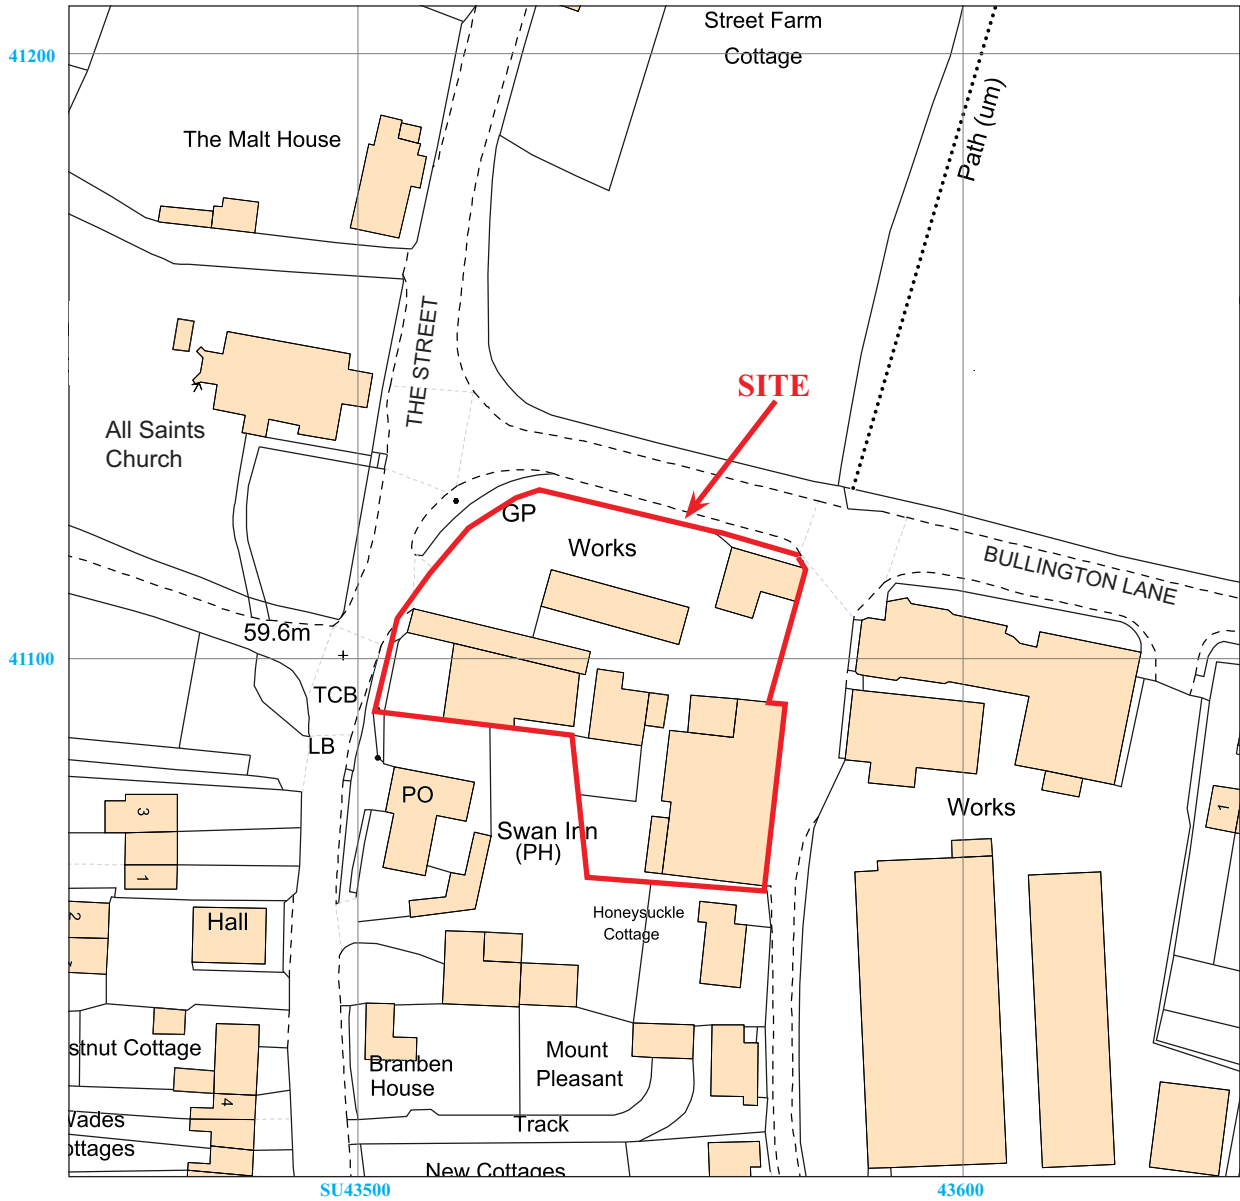 Street Farm
Cottage
41200
Path (um)
The Malt House
THE STREET
SITE
All Saints
Church
GP
Works
BULLINGTON LANE
59.6m
41100
TCB
LB
PO
Works
3
1
1
Swan Inn
(PH)
2
Hall
Honeysuckle
Cottage
stnut Cottage
Branben
House
Mount
Pleasant
4
Wades
ottages
Track
New Cottages
SU43500
43600